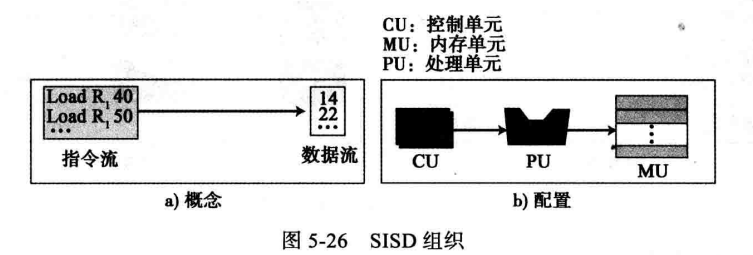 CU：控制单元
MU：内存单元
PU：处理单元
Load R₁ 40
Load R₁ 50
•••
指令流
14
22
•••
数据流
a) 概念
CU
PU
MU
b) 配置
图 5-26 SISD 组织